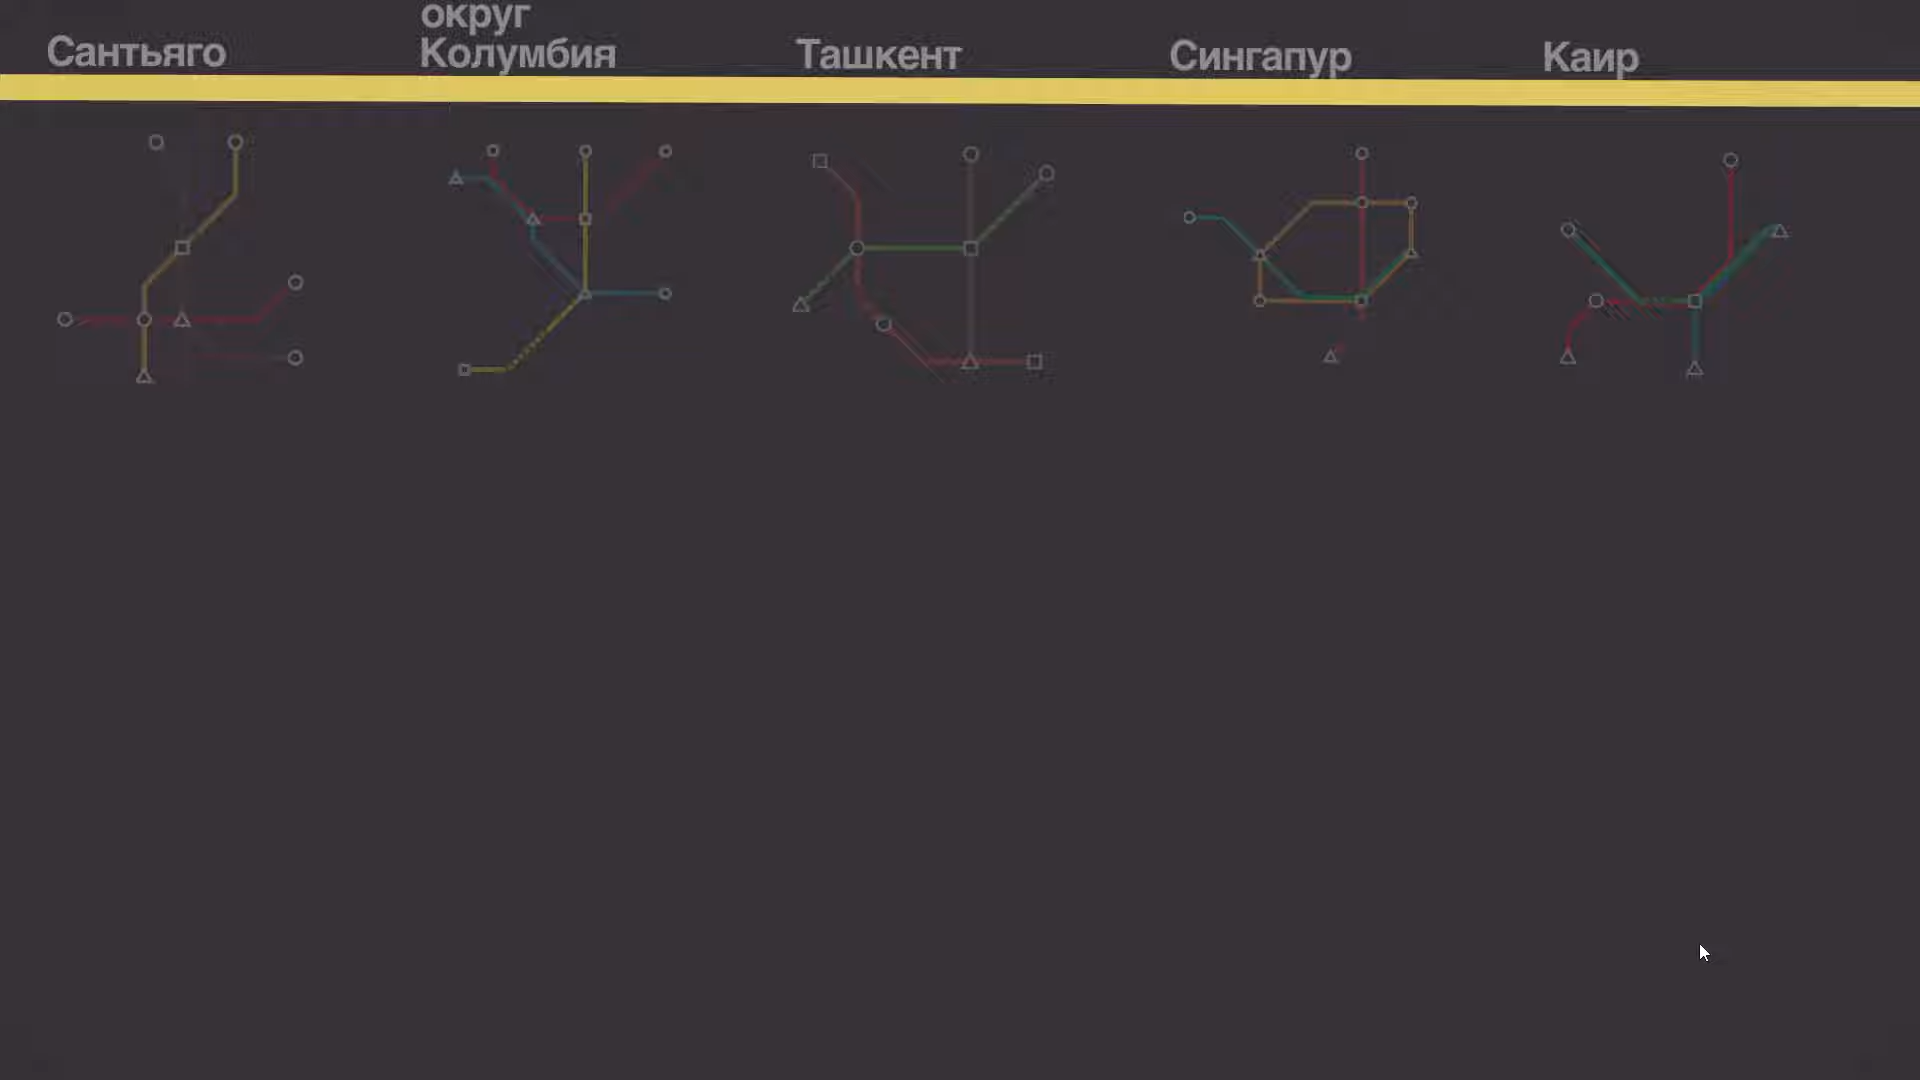 Сантьяго
округ
Колумбия
Ташкент
Сингапур
Каир